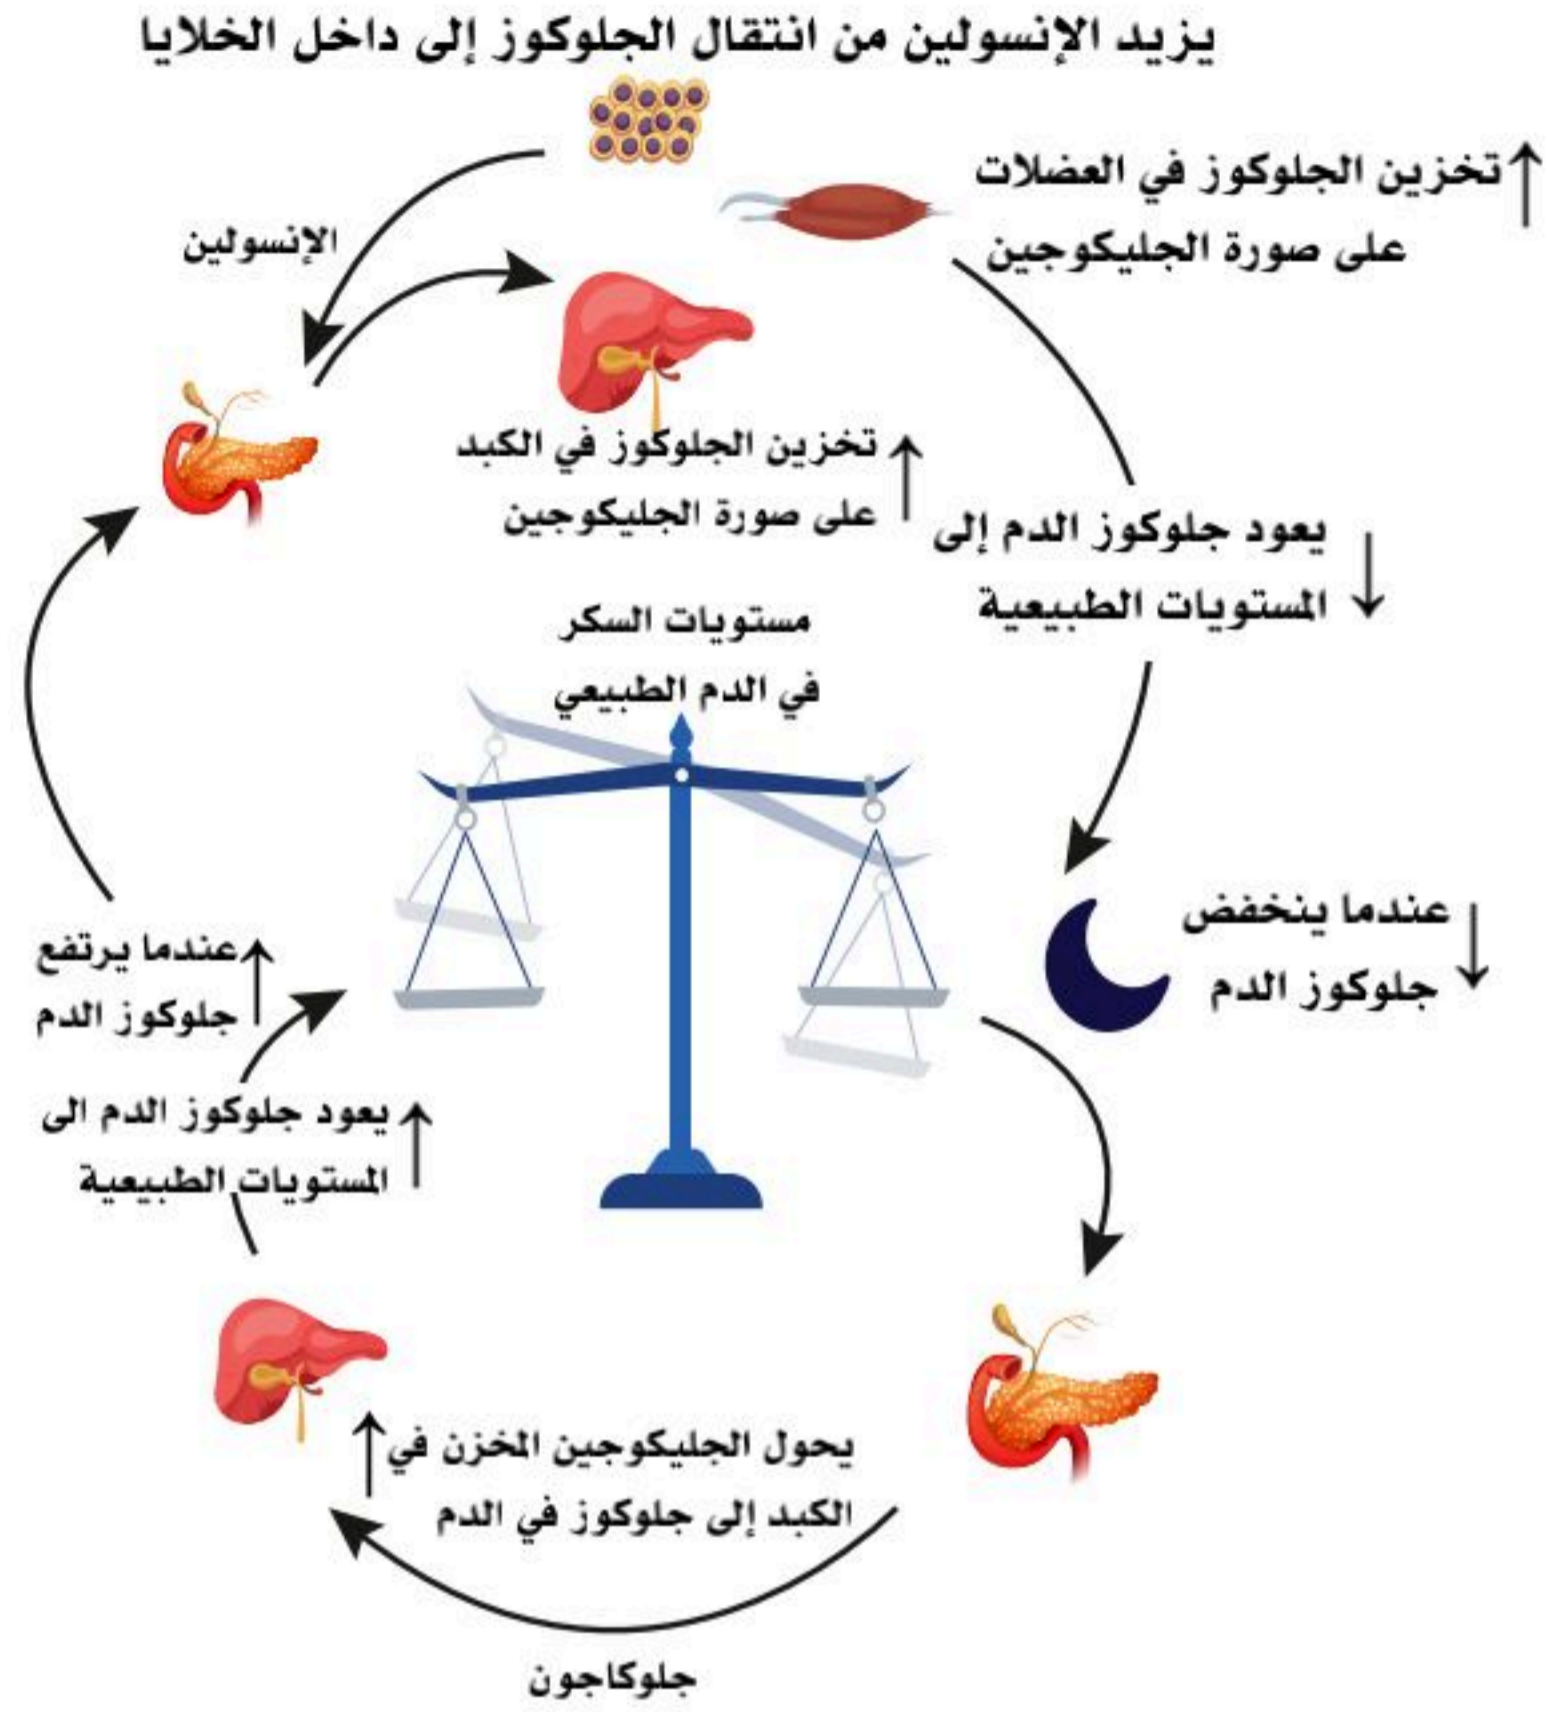 يزيد الإنسولين من انتقال الجلوكوز إلى داخل الخلايا
تخزين الجلوكوز في العضلات
على صورة الجليكوجين
الإنسولين
تخزين الجلوكوز في الكبد
على صورة الجليكوجين
يعود جلوكوز الدم إلى
المستويات الطبيعية
مستويات السكر
في الدم الطبيعي
عندما ينخفض
جلوكوز الدم
عندما يرتفع
جلوكوز الدم
يعود جلوكوز الدم الى
المستويات الطبيعية
يحول الجليكوجين المخزن في
الكبد إلى جلوكوز في الدم
جلوكاجون